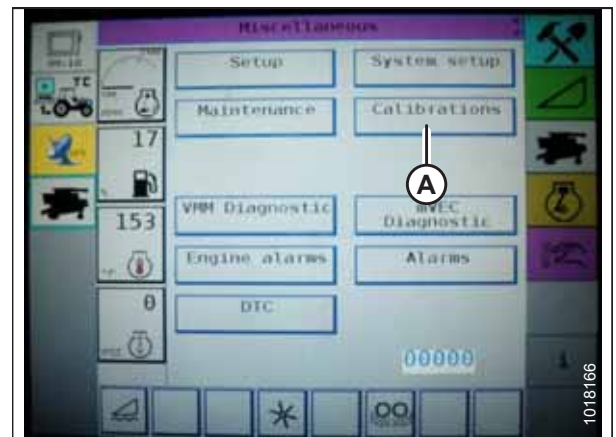 Miscellaneous
Setup
System setup
TC
Maintenance
Calibrations
17
A
153
VMM Diagnostic
mVEC
Diagnostic
Engine alarms
Alarms
0
DTC
00000
1018166